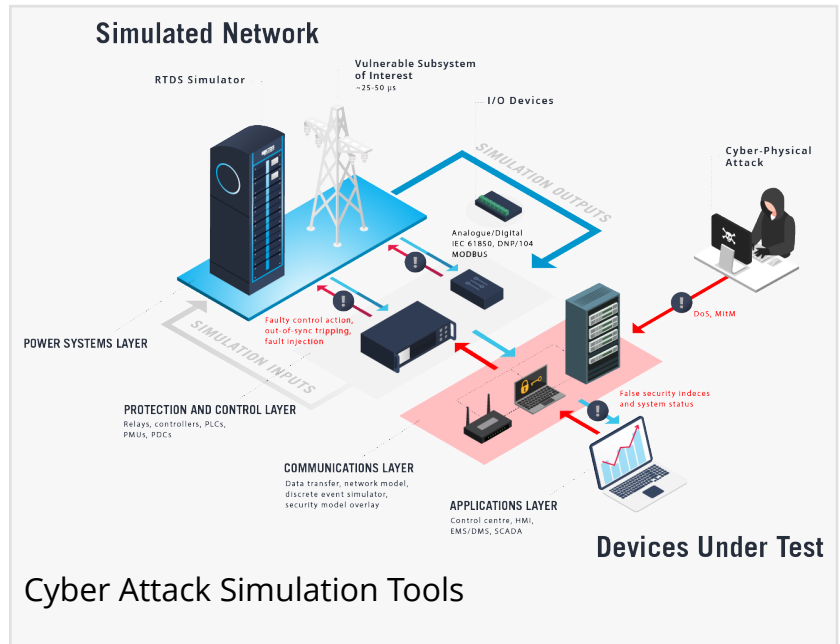 Simulated Network
RTDS Simulator
Vulnerable Subsystem
of Interest
~25-50 µs
I/O Devices
Cyber-Physical
Attack
SIMULATION OUTPUTS
Analogue/Digital
IEC 61850, DNP/104
MODBUS
DoS, MitM
Faulty control action,
out-of-sync tripping,
fault injection
SIMULATION INPUTS
POWER SYSTEMS LAYER
False security indeces
and system status
PROTECTION AND CONTROL LAYER
Relays, controllers, PLCs,
PMUs, PDCs
COMMUNICATIONS LAYER
Data transfer, network model,
discrete event simulator,
security model overlay
APPLICATIONS LAYER
Control centre, HMI,
EMS/DMS, SCADA
Devices Under Test
Cyber Attack Simulation Tools